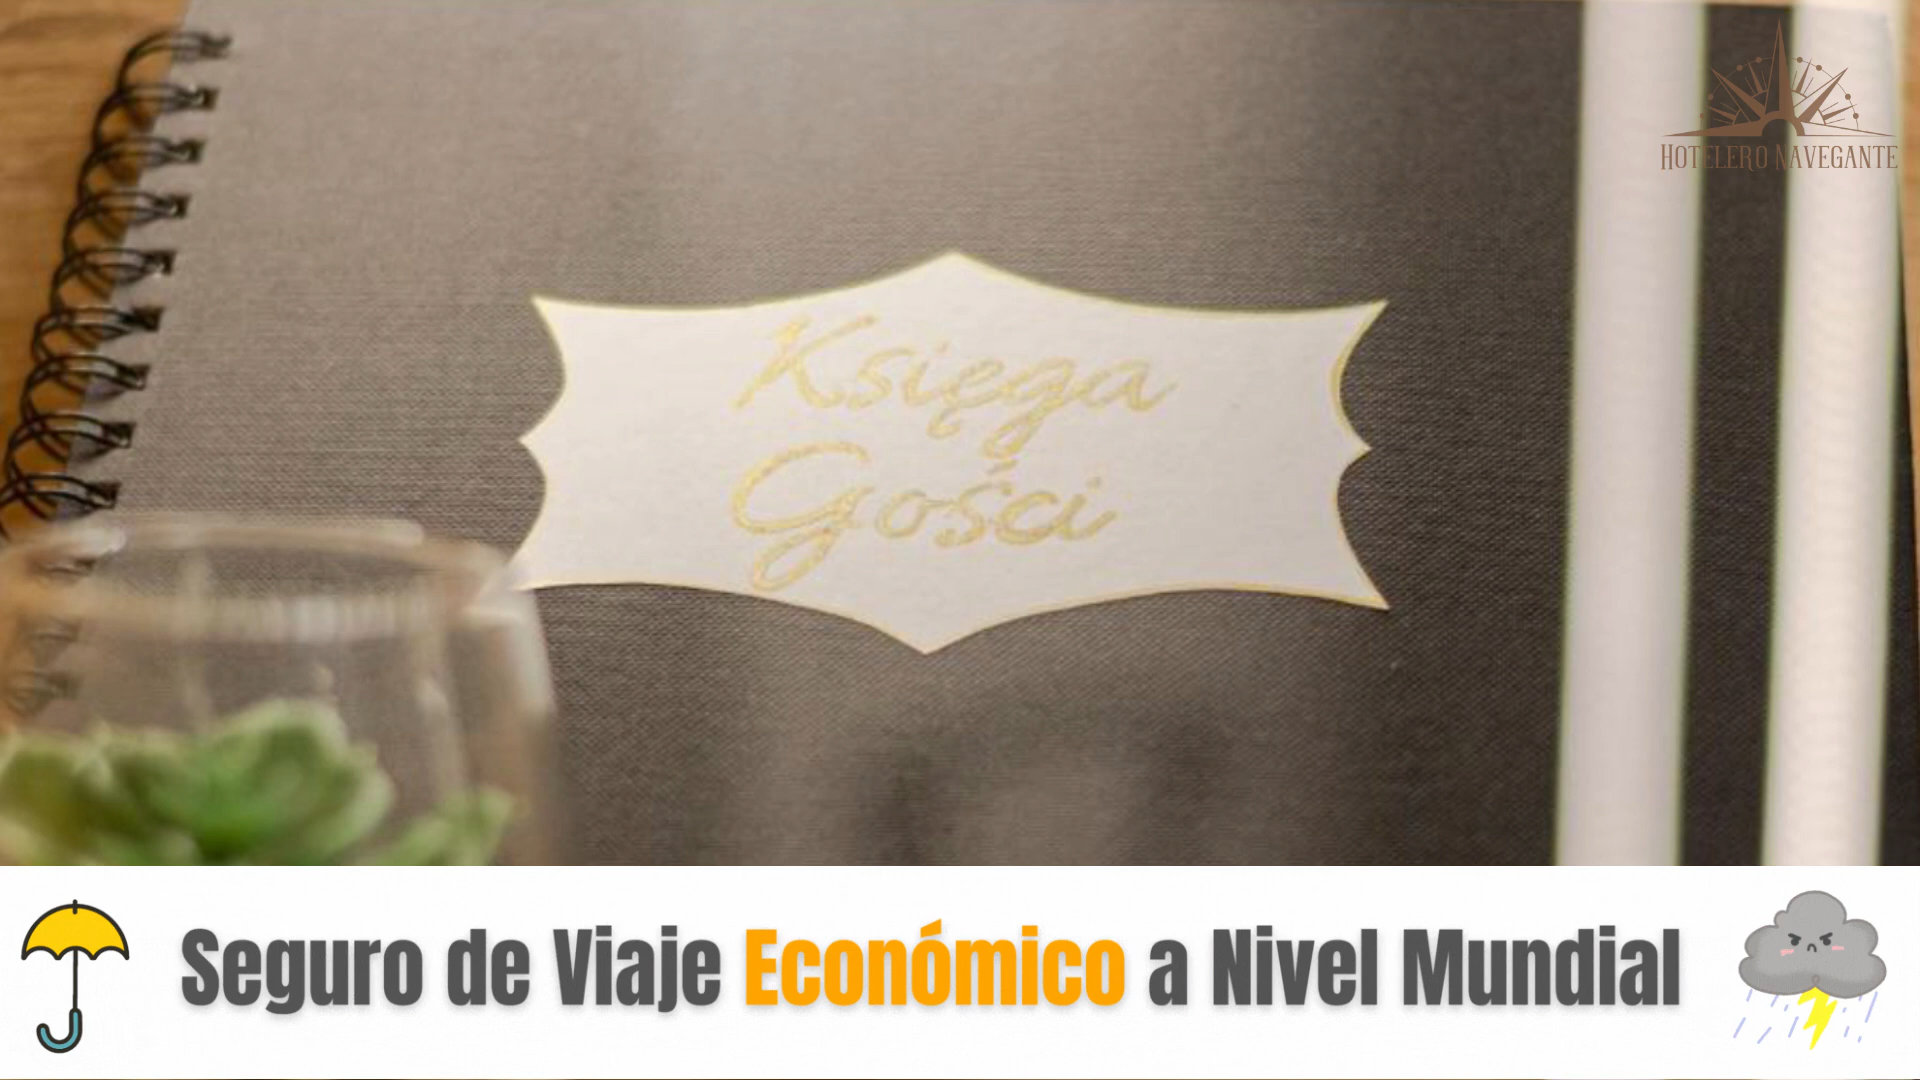 HOTELERO NAVEGANTE
Księga
Gości
Seguro de Viaje Económico a Nivel Mundial